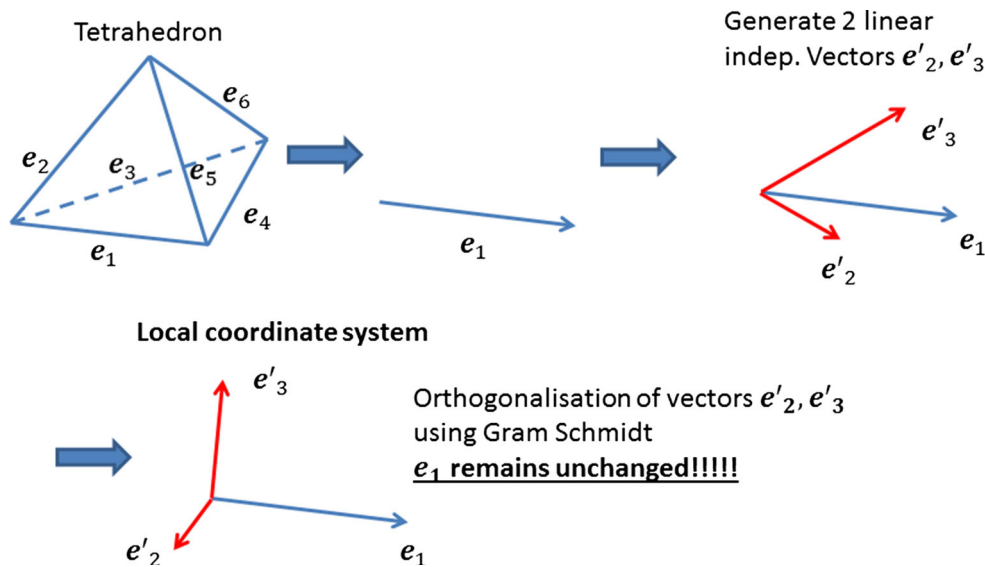 Tetrahedron
e₆
e₂
e₃
e₅
e₄
e₁
e₁
Generate 2 linear
indep. Vectors e'₂, e'₃
e'₃
e₁
e'₂
Local coordinate system
e'₃
e'₂
e₁
Orthogonalisation of vectors e'₂, e'₃
using Gram Schmidt
e₁ remains unchanged!!!!!